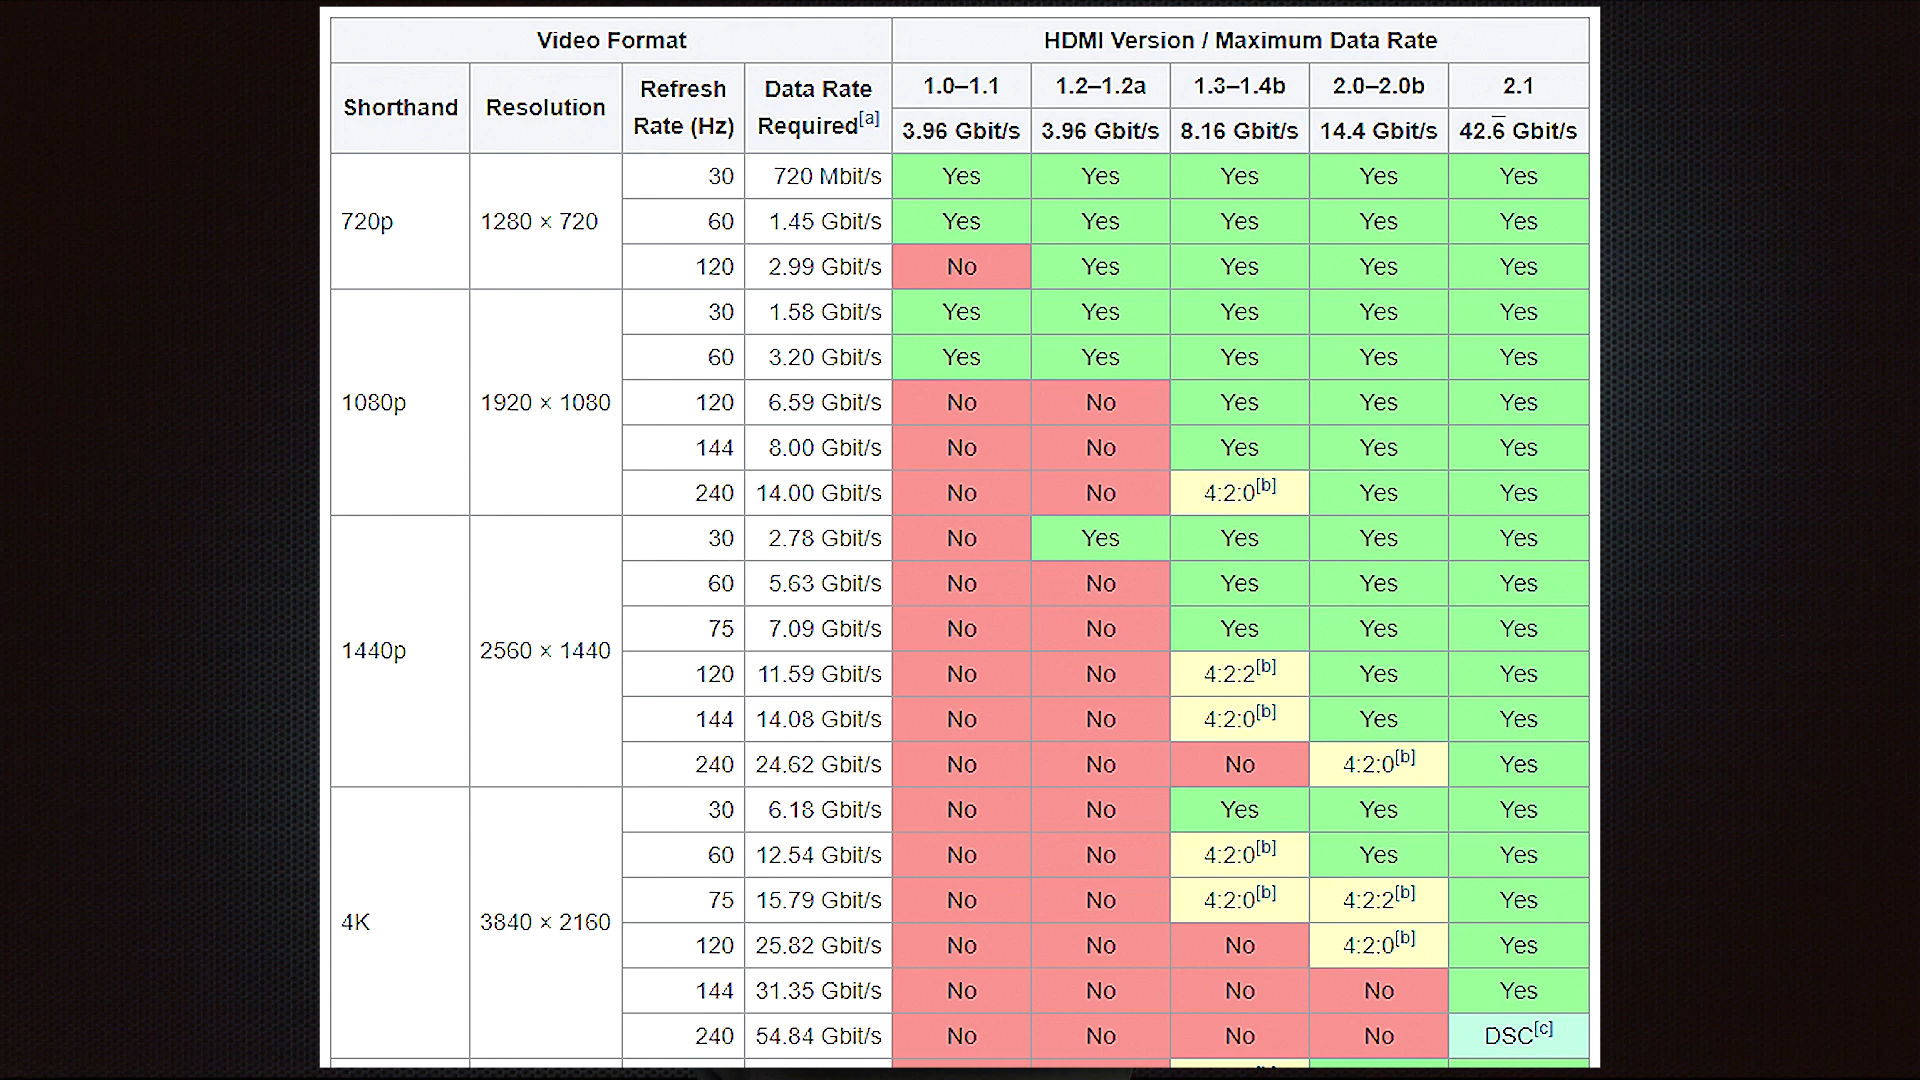 Video Format HDMI Version / Maximum Data Rate
Shorthand Resolution Refresh Rate (Hz) Data Rate Required[a] 1.0–1.1 1.2–1.2a 1.3–1.4b 2.0–2.0b 2.1
3.96 Gbit/s 3.96 Gbit/s 8.16 Gbit/s 14.4 Gbit/s 42.6̅ Gbit/s
720p 1280 × 720 30 720 Mbit/s Yes Yes Yes Yes Yes
60 1.45 Gbit/s Yes Yes Yes Yes Yes
120 2.99 Gbit/s No Yes Yes Yes Yes
1080p 1920 × 1080 30 1.58 Gbit/s Yes Yes Yes Yes Yes
60 3.20 Gbit/s Yes Yes Yes Yes Yes
120 6.59 Gbit/s No No Yes Yes Yes
144 8.00 Gbit/s No No Yes Yes Yes
240 14.00 Gbit/s No No 4:2:0[b] Yes Yes
1440p 2560 × 1440 30 2.78 Gbit/s No Yes Yes Yes Yes
60 5.63 Gbit/s No No Yes Yes Yes
75 7.09 Gbit/s No No Yes Yes Yes
120 11.59 Gbit/s No No 4:2:2[b] Yes Yes
144 14.08 Gbit/s No No 4:2:0[b] Yes Yes
240 24.62 Gbit/s No No No 4:2:0[b] Yes
4K 3840 × 2160 30 6.18 Gbit/s No No Yes Yes Yes
60 12.54 Gbit/s No No 4:2:0[b] Yes Yes
75 15.79 Gbit/s No No 4:2:0[b] 4:2:2[b] Yes
120 25.82 Gbit/s No No No 4:2:0[b] Yes
144 31.35 Gbit/s No No No No Yes
240 54.84 Gbit/s No No No No DSC[c]